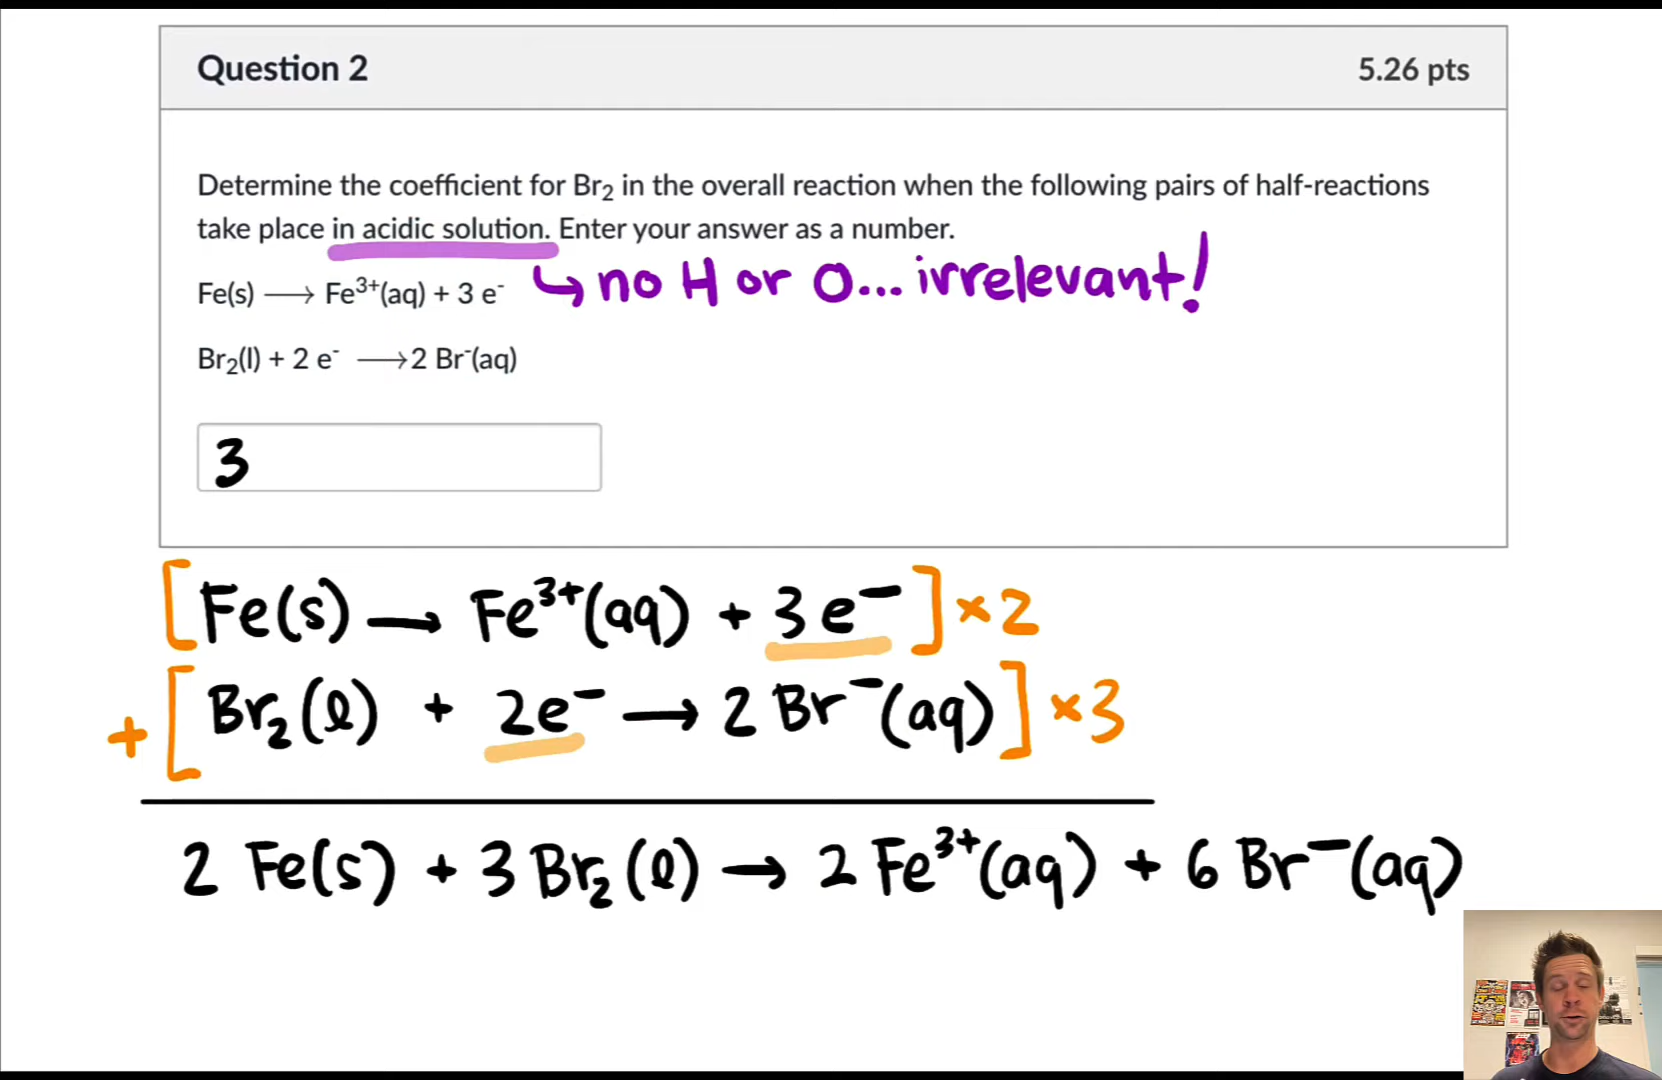 Question 2
5.26 pts
Determine the coefficient for Br₂ in the overall reaction when the following pairs of half-reactions
take place in acidic solution. Enter your answer as a number.
↳ no H or O... irrelevant!
Fe(s) ⟶ Fe³⁺(aq) + 3 e⁻
Br₂(l) + 2 e⁻ ⟶2 Br⁻(aq)
3
[Fe(s) → Fe³⁺(aq) + 3e⁻] ×2
+ [Br₂(l) + 2e⁻ → 2 Br⁻(aq)] ×3
2 Fe(s) + 3 Br₂(l) → 2 Fe³⁺(aq) + 6 Br⁻(aq)